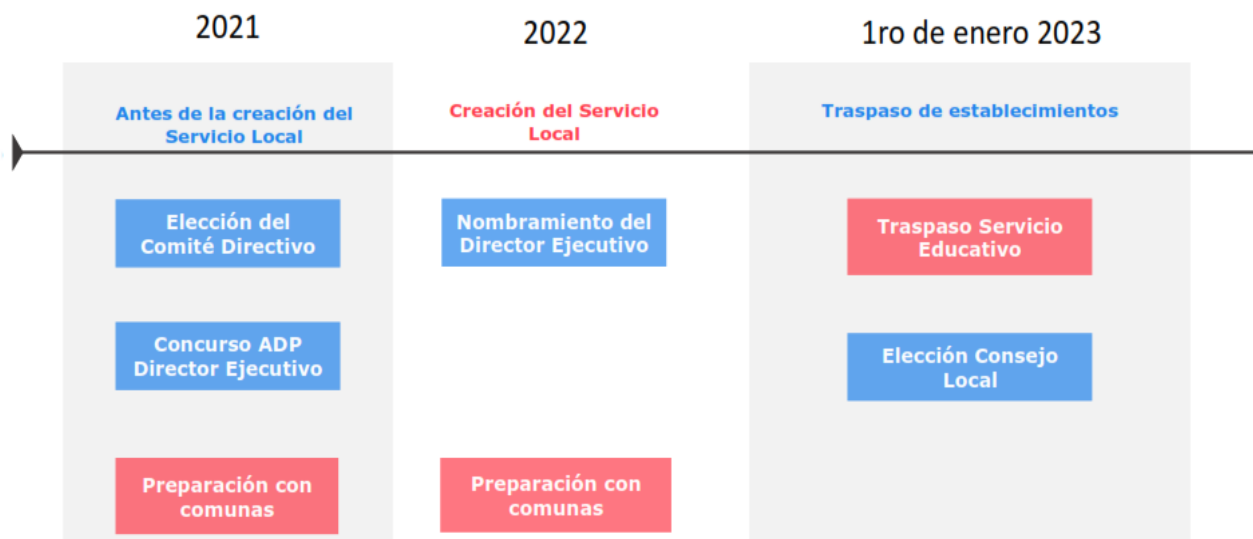 2021
2022
1ro de enero 2023
Antes de la creación del
Servicio Local
Creación del Servicio
Local
Traspaso de establecimientos
Elección del
Comité Directivo
Nombramiento del
Director Ejecutivo
Traspaso Servicio
Educativo
Concurso ADP
Director Ejecutivo
Elección Consejo
Local
Preparación con
comunas
Preparación con
comunas